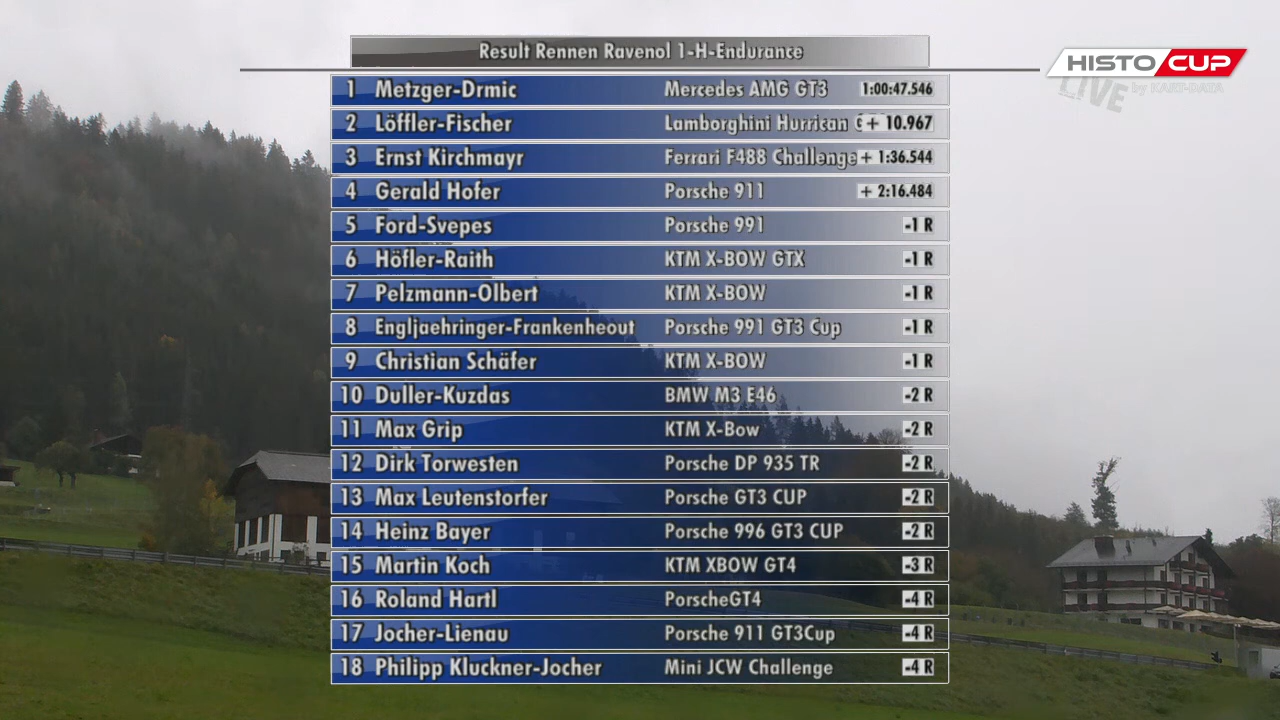 Result Rennen Ravenol 1-H-Endurance
HISTO CUP
LIVE by KART-DATA
1 Metzger-Drmic Mercedes AMG GT3 1:00:47.546
2 Löffler-Fischer Lamborghini Hurrican + 10.967
3 Ernst Kirchmayr Ferrari F488 Challenge + 1:36.544
4 Gerald Hofer Porsche 911 + 2:16.484
5 Ford-Svepes Porsche 991 -1 R
6 Höfler-Raith KTM X-BOW GTX -1 R
7 Pelzmann-Olbert KTM X-BOW -1 R
8 Engljaehringer-Frankenheout Porsche 991 GT3 Cup -1 R
9 Christian Schäfer KTM X-BOW -1 R
10 Duller-Kuzdas BMW M3 E46 -2 R
11 Max Grip KTM X-Bow -2 R
12 Dirk Torwesten Porsche DP 935 TR -2 R
13 Max Leutenstorfer Porsche GT3 CUP -2 R
14 Heinz Bayer Porsche 996 GT3 CUP -2 R
15 Martin Koch KTM XBOW GT4 -3 R
16 Roland Hartl PorscheGT4 -4 R
17 Jocher-Lienau Porsche 911 GT3Cup -4 R
18 Philipp Kluckner-Jocher Mini JCW Challenge -4 R